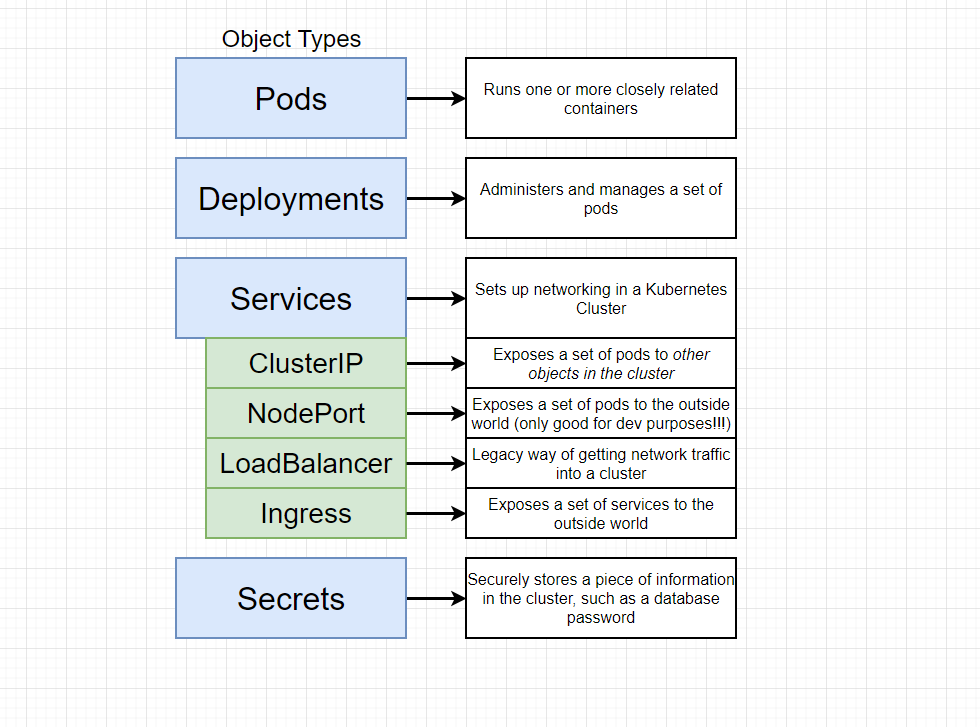 Object Types
Pods
Runs one or more closely related
containers
Deployments
Administers and manages a set of
pods
Services
Sets up networking in a Kubernetes
Cluster
ClusterIP
Exposes a set of pods to other
objects in the cluster
NodePort
Exposes a set of pods to the outside
world (only good for dev purposes!!!)
LoadBalancer
Legacy way of getting network traffic
into a cluster
Ingress
Exposes a set of services to the
outside world
Secrets
Securely stores a piece of information
in the cluster, such as a database
password